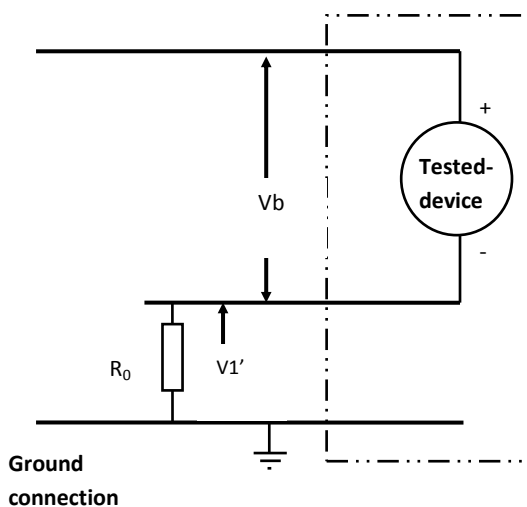 +
Tested-
device
Vb
-
R₀
V1’
Ground
connection